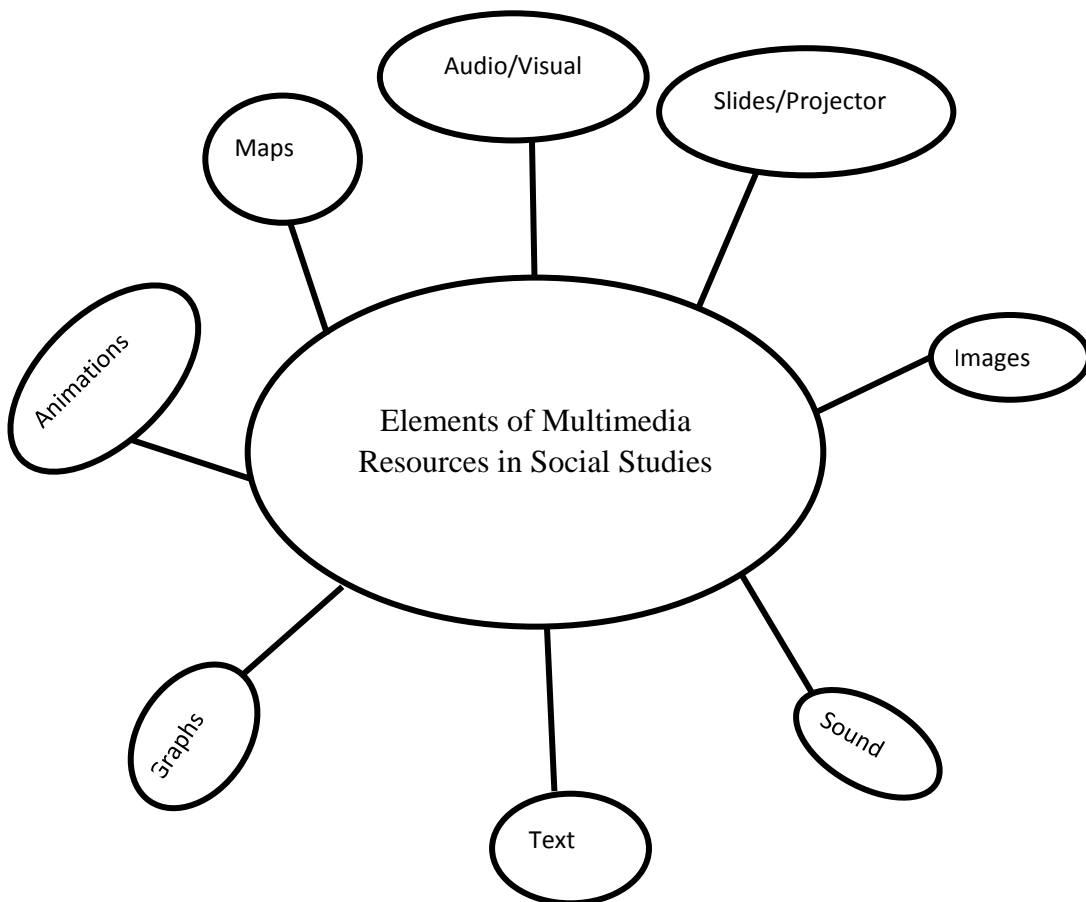 Audio/Visual
Slides/Projector
Maps
Images
Animations
Elements of Multimedia
Resources in Social Studies
Sound
Graphs
Text